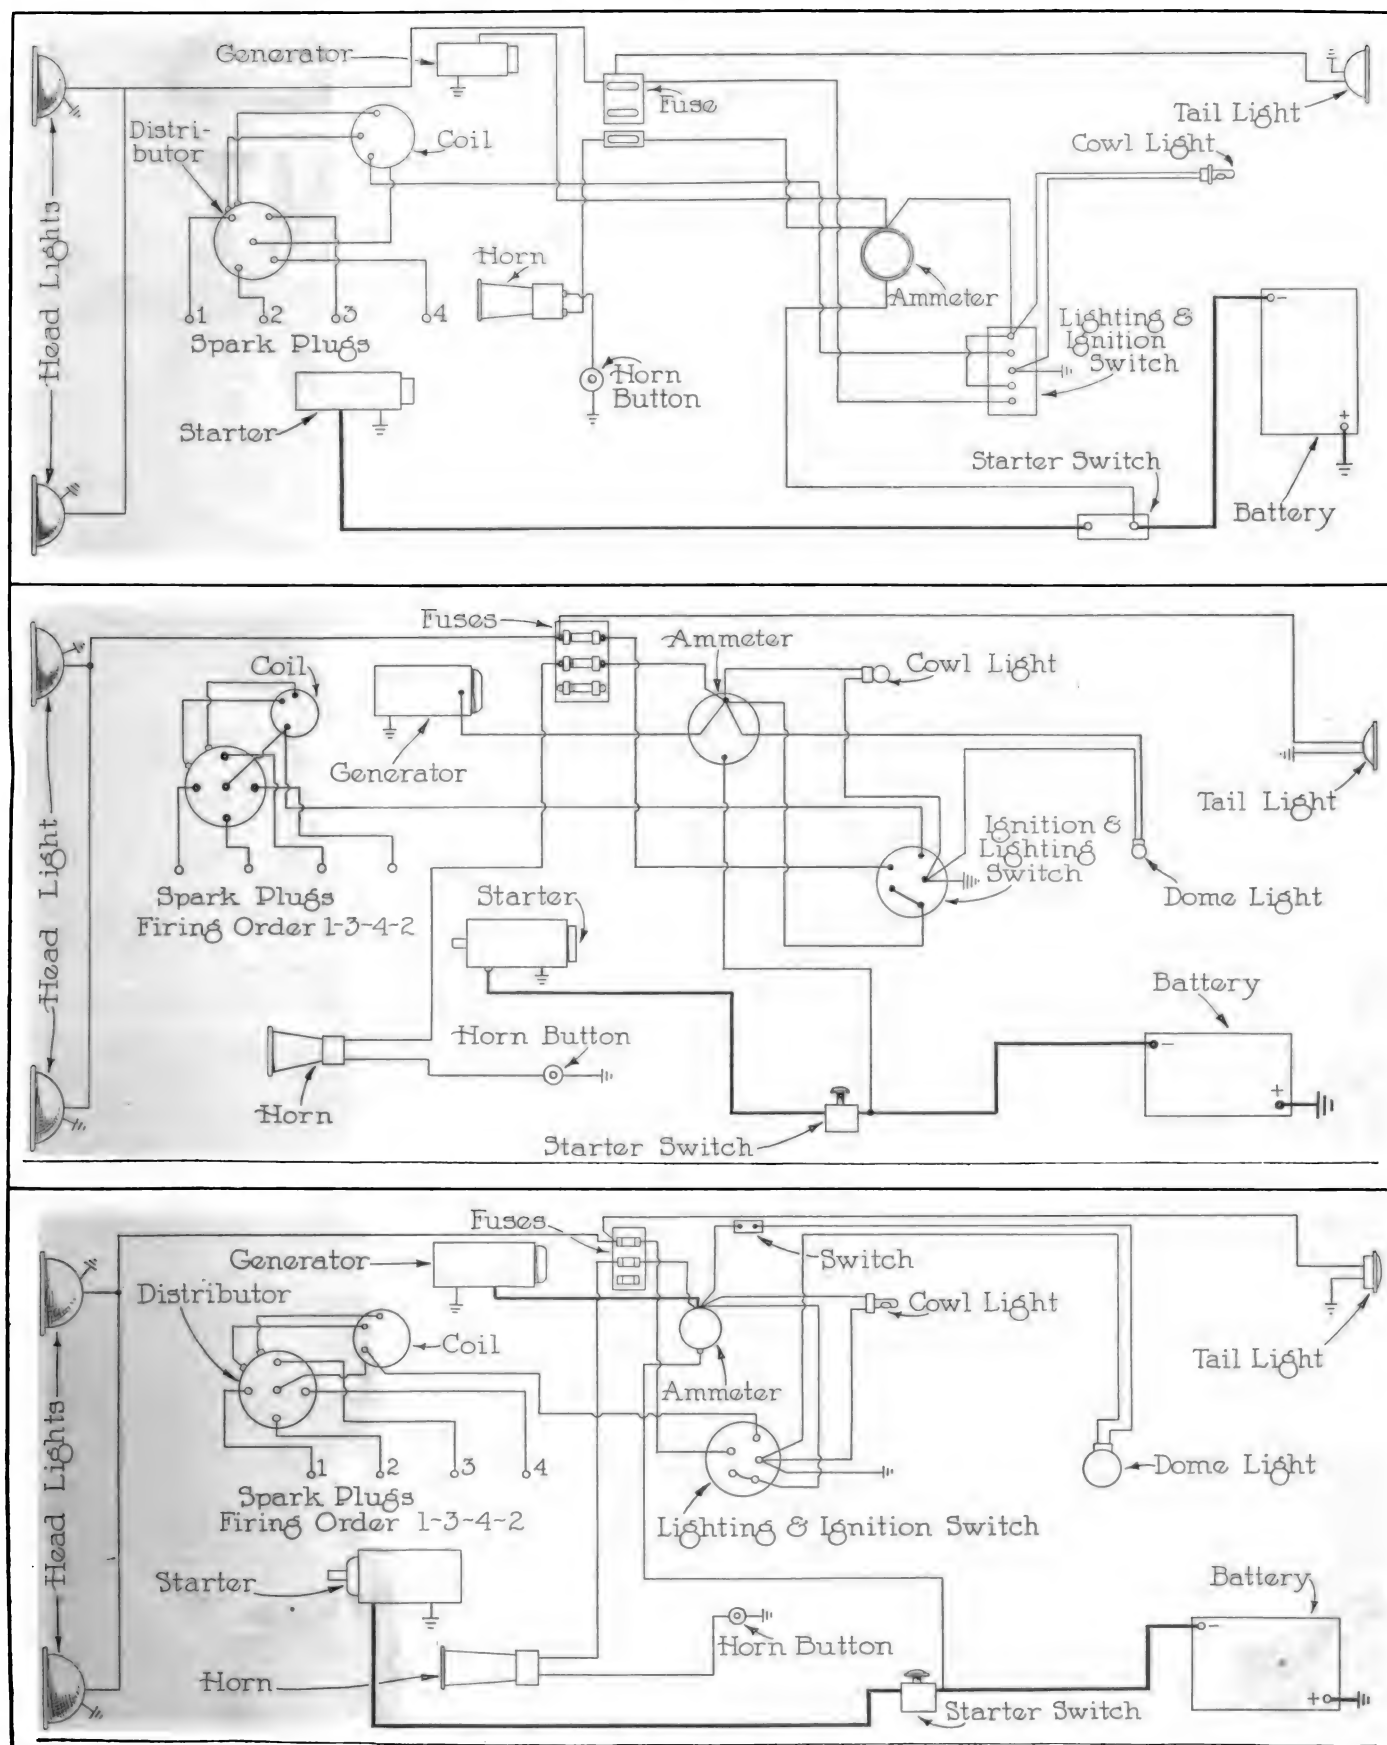 Generator
Fuse
Tail Light
Distri-
butor
Coil
Cowl Light
Head Lights
Horn
Ammeter
1 2 3 4
Spark Plugs
Lighting &
Ignition
Switch
-
Horn
Button
Starter
+
Starter Switch
Battery
Fuses
Ammeter
Coil
Cowl Light
Generator
Tail Light
Head Light
Ignition &
Lighting
Switch
Spark Plugs
Firing Order 1-3-4-2
Starter
Dome Light
Battery
Horn Button
-
+
Horn
Starter Switch
Fuses
Generator
Switch
Distributor
Cowl Light
Coil
Tail Light
Ammeter
Head Lights
1 2 3 4
Dome Light
Spark Plugs
Firing Order 1-3-4-2
Lighting & Ignition Switch
Starter
Battery
-
Horn Button
Horn
+
Starter Switch